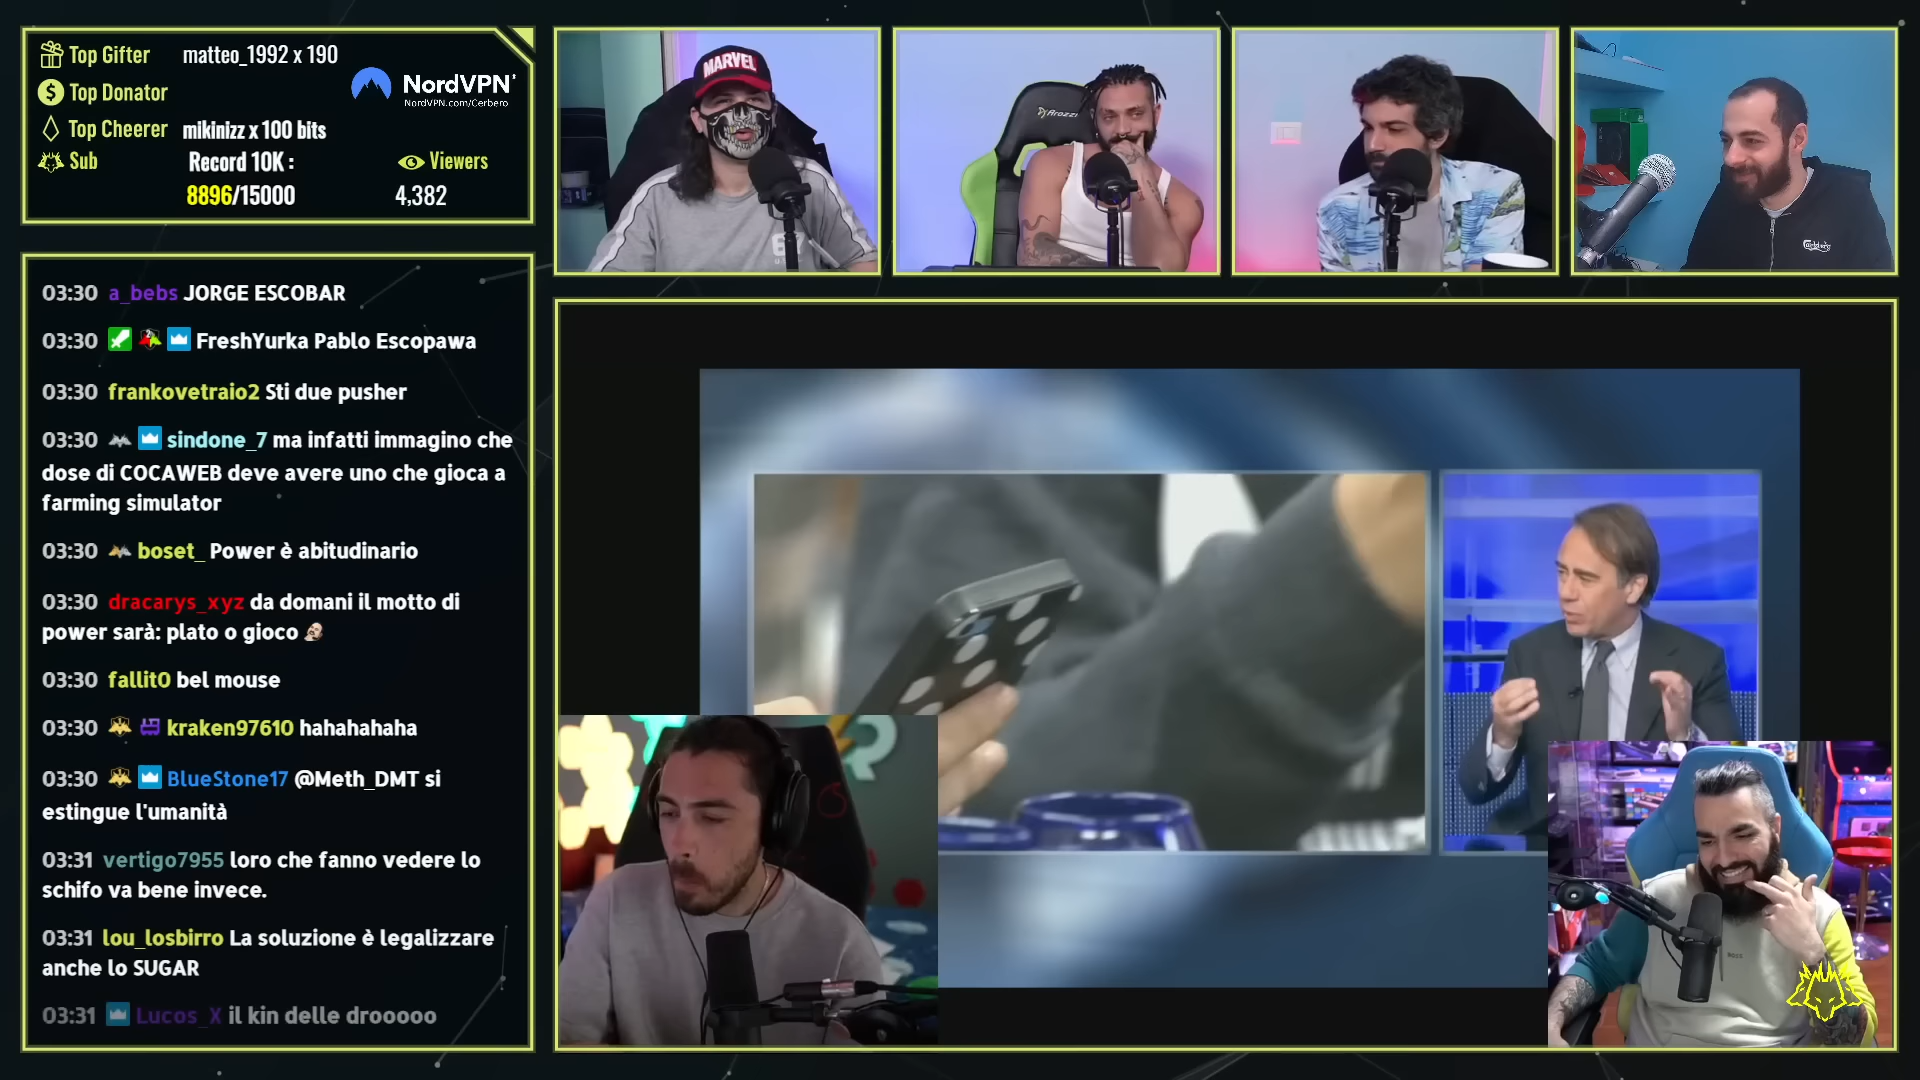 Top Gifter matteo_1992 x 190
Top Donator
Top Cheerer mikinizz x 100 bits
Sub Record 10K :
8896/15000
Viewers
4,382
NordVPN
NordVPN.com/Cerbero
MARVEL
Arozzi
Carlsberg
BOSS
03:30 a_bebs JORGE ESCOBAR
03:30 FreshYurka Pablo Escopawa
03:30 frankovetraio2 Sti due pusher
03:30 sindone_7 ma infatti immagino che
dose di COCAWEB deve avere uno che gioca a
farming simulator
03:30 boset_ Power è abitudinario
03:30 dracarys_xyz da domani il motto di
power sarà: plato o gioco
03:30 fallit0 bel mouse
03:30 kraken97610 hahahahaha
03:30 BlueStone17 @Meth_DMT si
estingue l'umanità
03:31 vertigo7955 loro che fanno vedere lo
schifo va bene invece.
03:31 lou_losbirro La soluzione è legalizzare
anche lo SUGAR
03:31 Lucos_X il kin delle drooooo